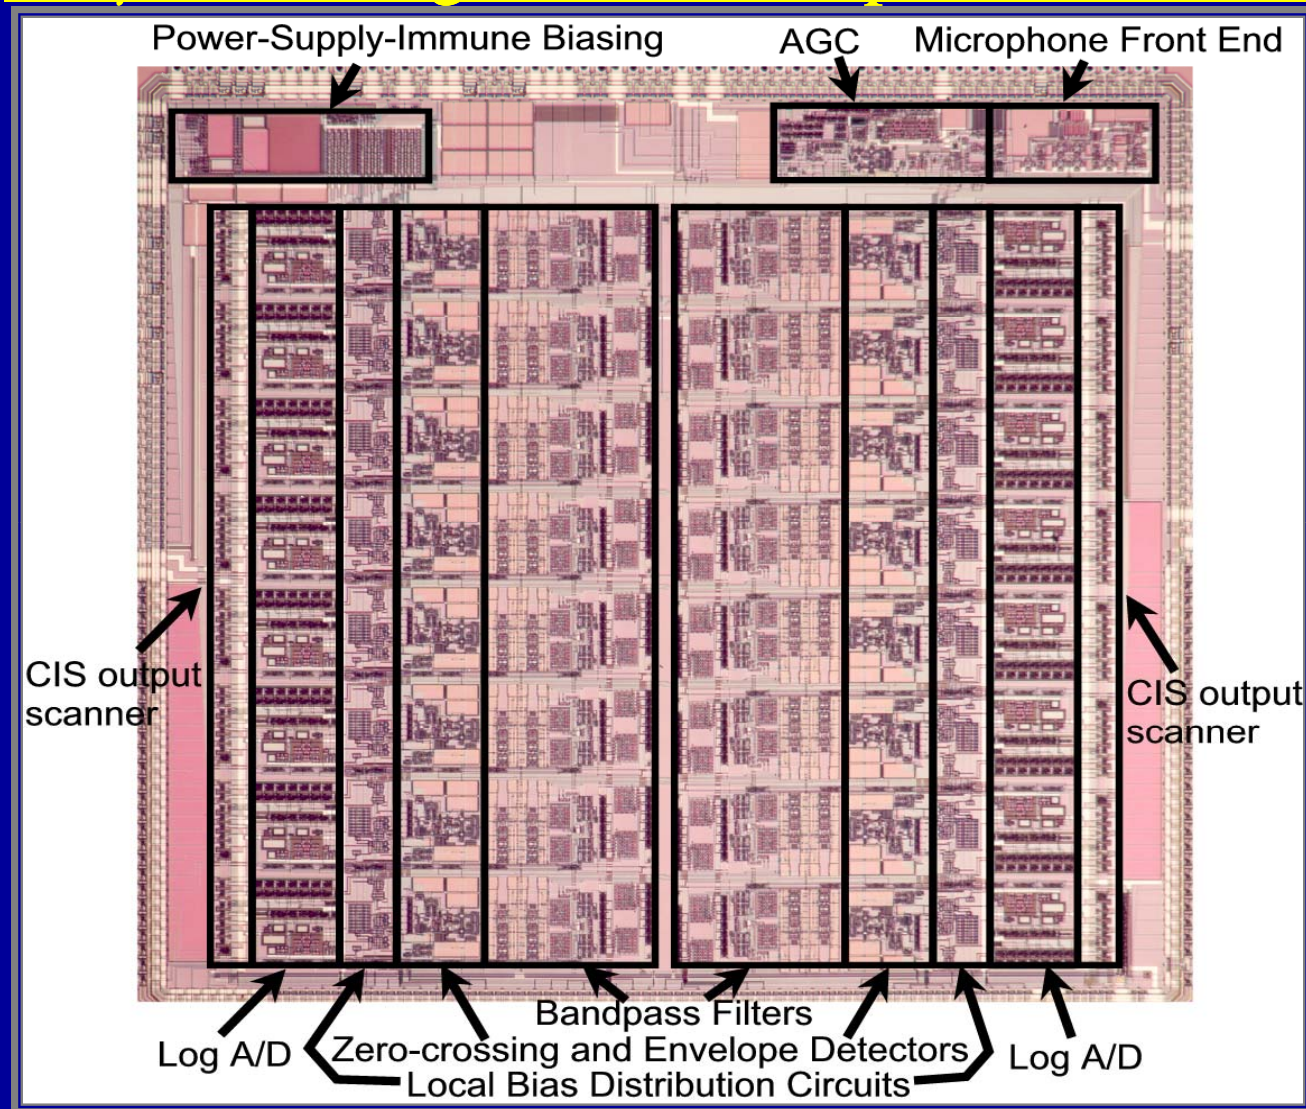 Power-Supply-Immune Biasing
AGC
Microphone Front End
CIS output
scanner
CIS output
scanner
Bandpass Filters
Log A/D
Zero-crossing and Envelope Detectors
Log A/D
Local Bias Distribution Circuits